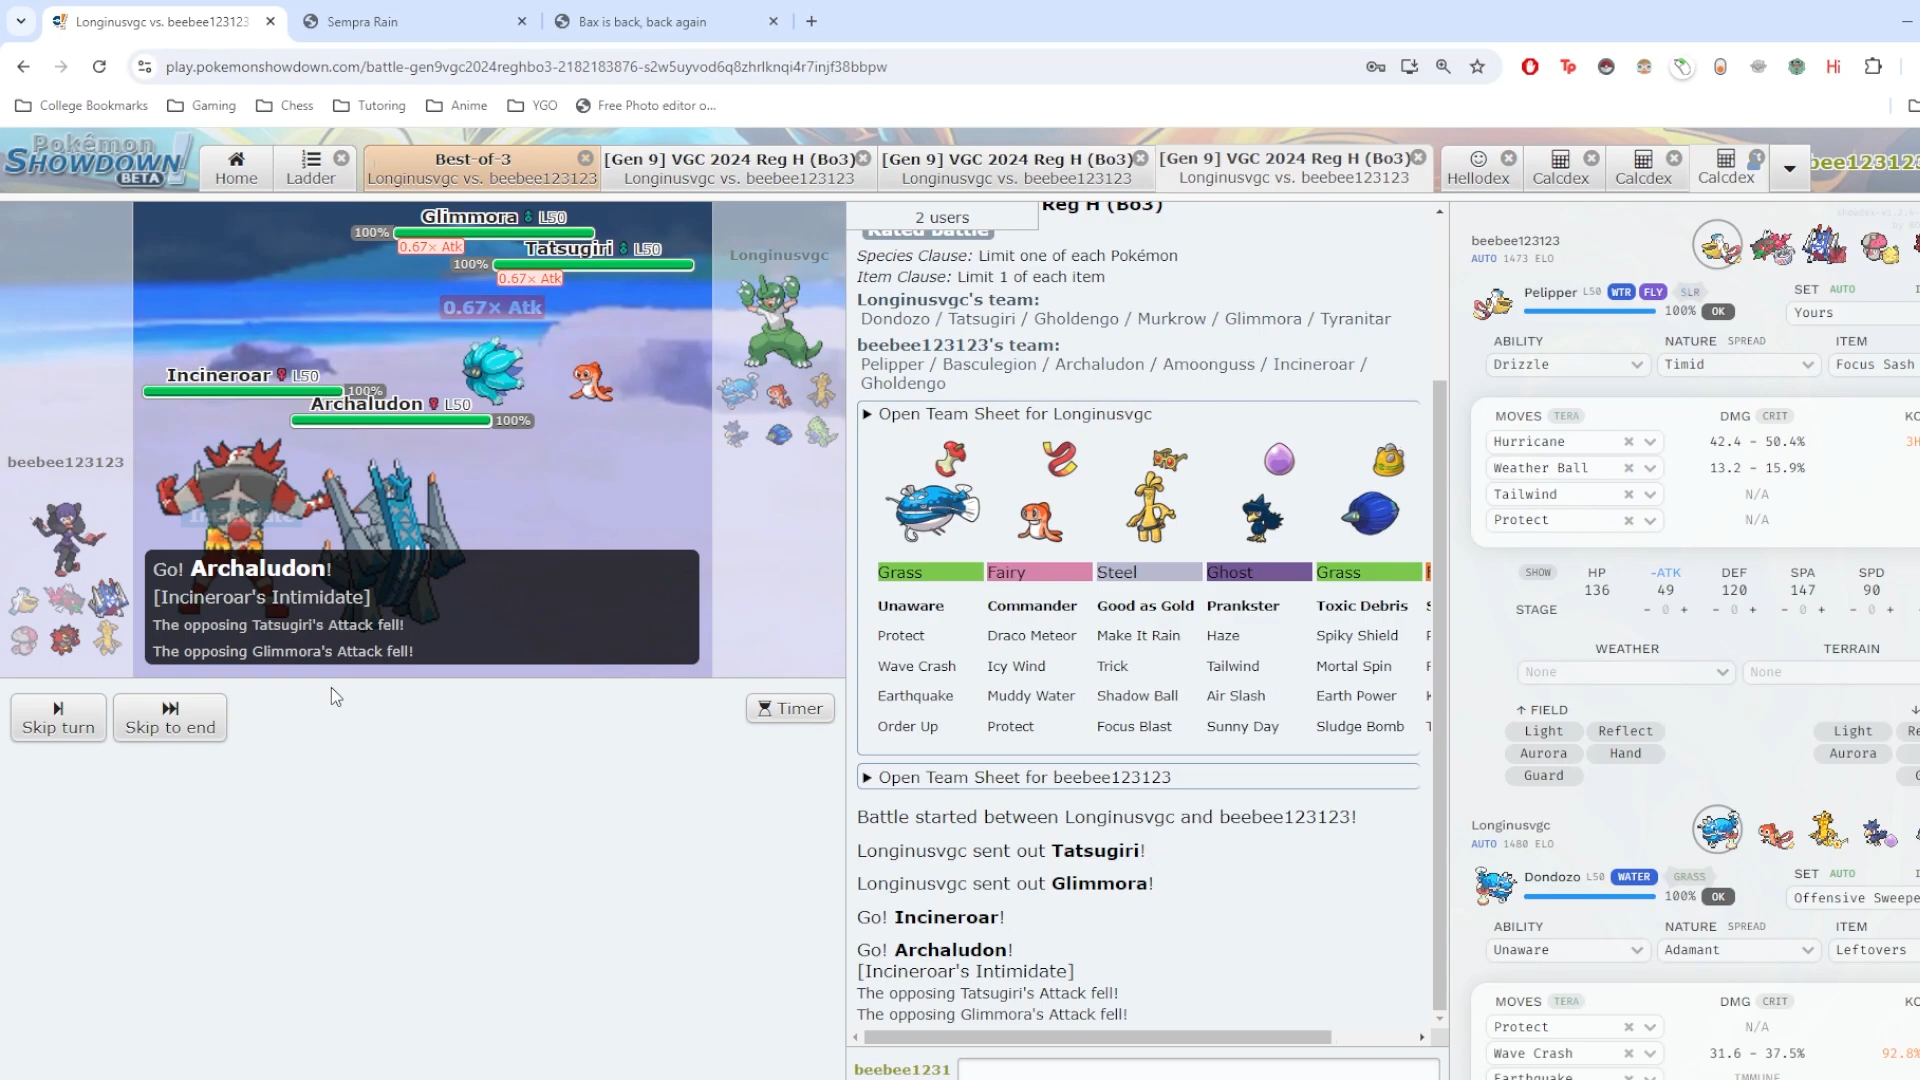 Longinusvgc vs. beebee123123
Sempra Rain
Bax is back, back again
play.pokemonshowdown.com/battle-gen9vgc2024reghbo3-2182183876-s2w5uyvod6q8zhrlknqi4r7injf38bbpw
College Bookmarks
Gaming
Chess
Tutoring
Anime
YGO
Free Photo editor o...
Pokémon
SHOWDOWN!
BETA
Home
Ladder
Best-of-3
Longinusvgc vs. beebee123123
[Gen 9] VGC 2024 Reg H (Bo3)
Longinusvgc vs. beebee123123
[Gen 9] VGC 2024 Reg H (Bo3)
Longinusvgc vs. beebee123123
[Gen 9] VGC 2024 Reg H (Bo3)
Longinusvgc vs. beebee123123
Hellodex
Calcdex
Calcdex
Calcdex
bee123123
Glimmora L50
100%
0.67× Atk
Tatsugiri L50
100%
0.67× Atk
0.67× Atk
Incineroar L50
100%
Archaludon L50
100%
Longinusvgc
beebee123123
Go! Archaludon!
[Incineroar's Intimidate]
The opposing Tatsugiri's Attack fell!
The opposing Glimmora's Attack fell!
Skip turn
Skip to end
Timer
2 users
Reg H (Bo3)
Rated battle
Species Clause: Limit one of each Pokémon
Item Clause: Limit 1 of each item
Longinusvgc's team:
Dondozo / Tatsugiri / Gholdengo / Murkrow / Glimmora / Tyranitar
beebee123123's team:
Pelipper / Basculegion / Archaludon / Amoonguss / Incineroar /
Gholdengo
Open Team Sheet for Longinusvgc
Grass Fairy Steel Ghost Grass
Unaware Commander Good as Gold Prankster Toxic Debris
Protect Draco Meteor Make It Rain Haze Spiky Shield
Wave Crash Icy Wind Trick Tailwind Mortal Spin
Earthquake Muddy Water Shadow Ball Air Slash Earth Power
Order Up Protect Focus Blast Sunny Day Sludge Bomb
Open Team Sheet for beebee123123
Battle started between Longinusvgc and beebee123123!
Longinusvgc sent out Tatsugiri!
Longinusvgc sent out Glimmora!
Go! Incineroar!
Go! Archaludon!
[Incineroar's Intimidate]
The opposing Tatsugiri's Attack fell!
The opposing Glimmora's Attack fell!
beebee1231
beebee123123
AUTO 1473 ELO
Pelipper L50 WTR FLY SLR
100% OK
SET AUTO
Yours
ABILITY NATURE SPREAD ITEM
Drizzle Timid Focus Sash
MOVES TERA DMG CRIT KO
Hurricane 42.4 - 50.4% 3H
Weather Ball 13.2 - 15.9%
Tailwind N/A
Protect N/A
SHOW HP -ATK DEF SPA SPD
136 49 120 147 90
STAGE - 0 + - 0 + - 0 + - 0 +
WEATHER TERRAIN
None None
FIELD
Light Reflect Light Re
Aurora Hand Aurora
Guard
Longinusvgc
AUTO 1480 ELO
Dondozo L50 WATER GRASS
100% OK
SET AUTO
Offensive Sweepe
ABILITY NATURE SPREAD ITEM
Unaware Adamant Leftovers
MOVES TERA DMG CRIT KO
Protect N/A
Wave Crash 31.6 - 37.5% 92.8%
Earthquake IMMUNE